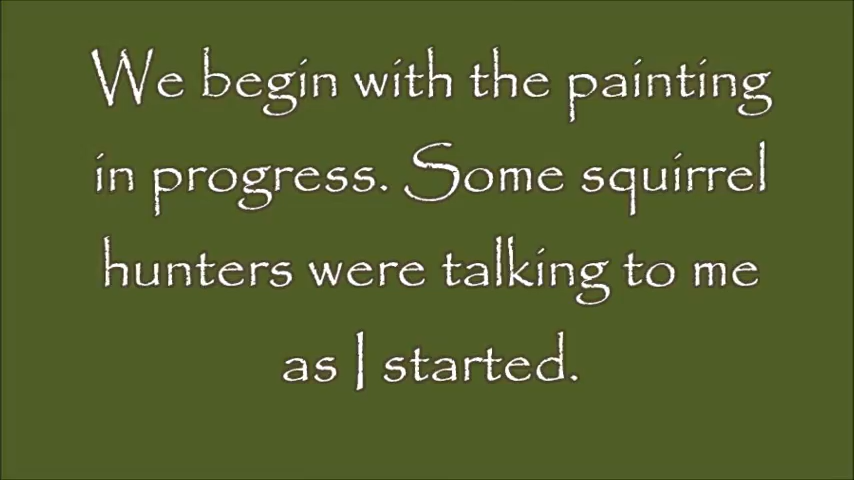 We begin with the painting
in progress. Some squirrel
hunters were talking to me
as I started.